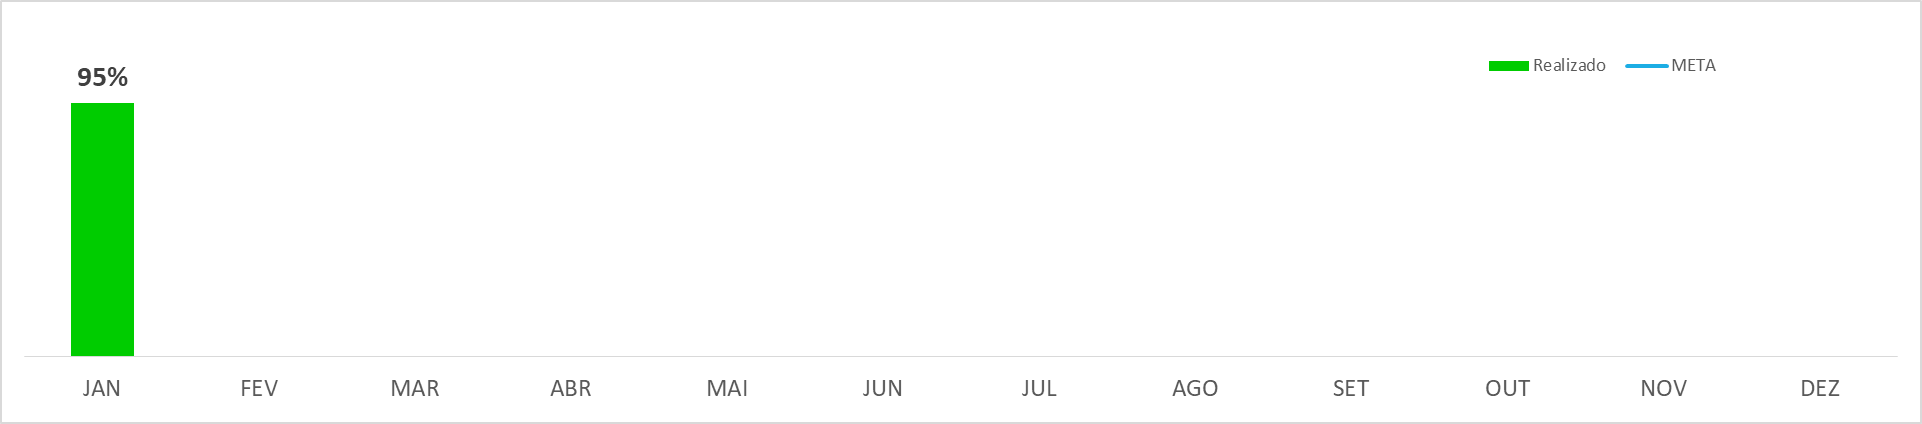 95%
Realizado META
JAN FEV MAR ABR MAI JUN JUL AGO SET OUT NOV DEZ